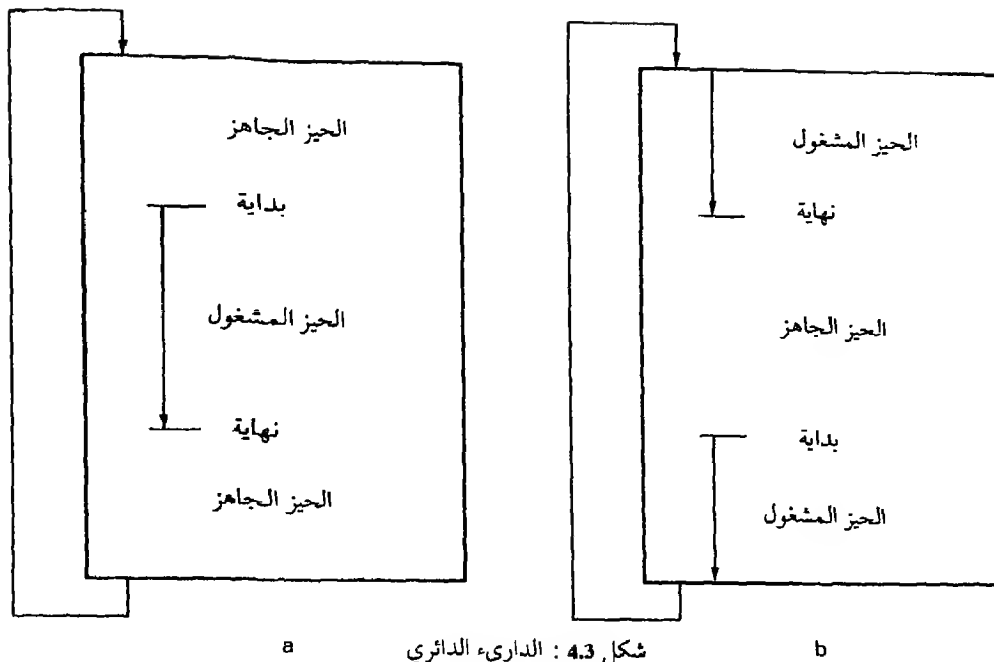 الحيز الجاهز
بداية
الحيز المشغول
نهاية
الحيز الجاهز
a
الحيز المشغول
نهاية
الحيز الجاهز
بداية
الحيز المشغول
b
شكل 4.3 : الداريء الدائرى